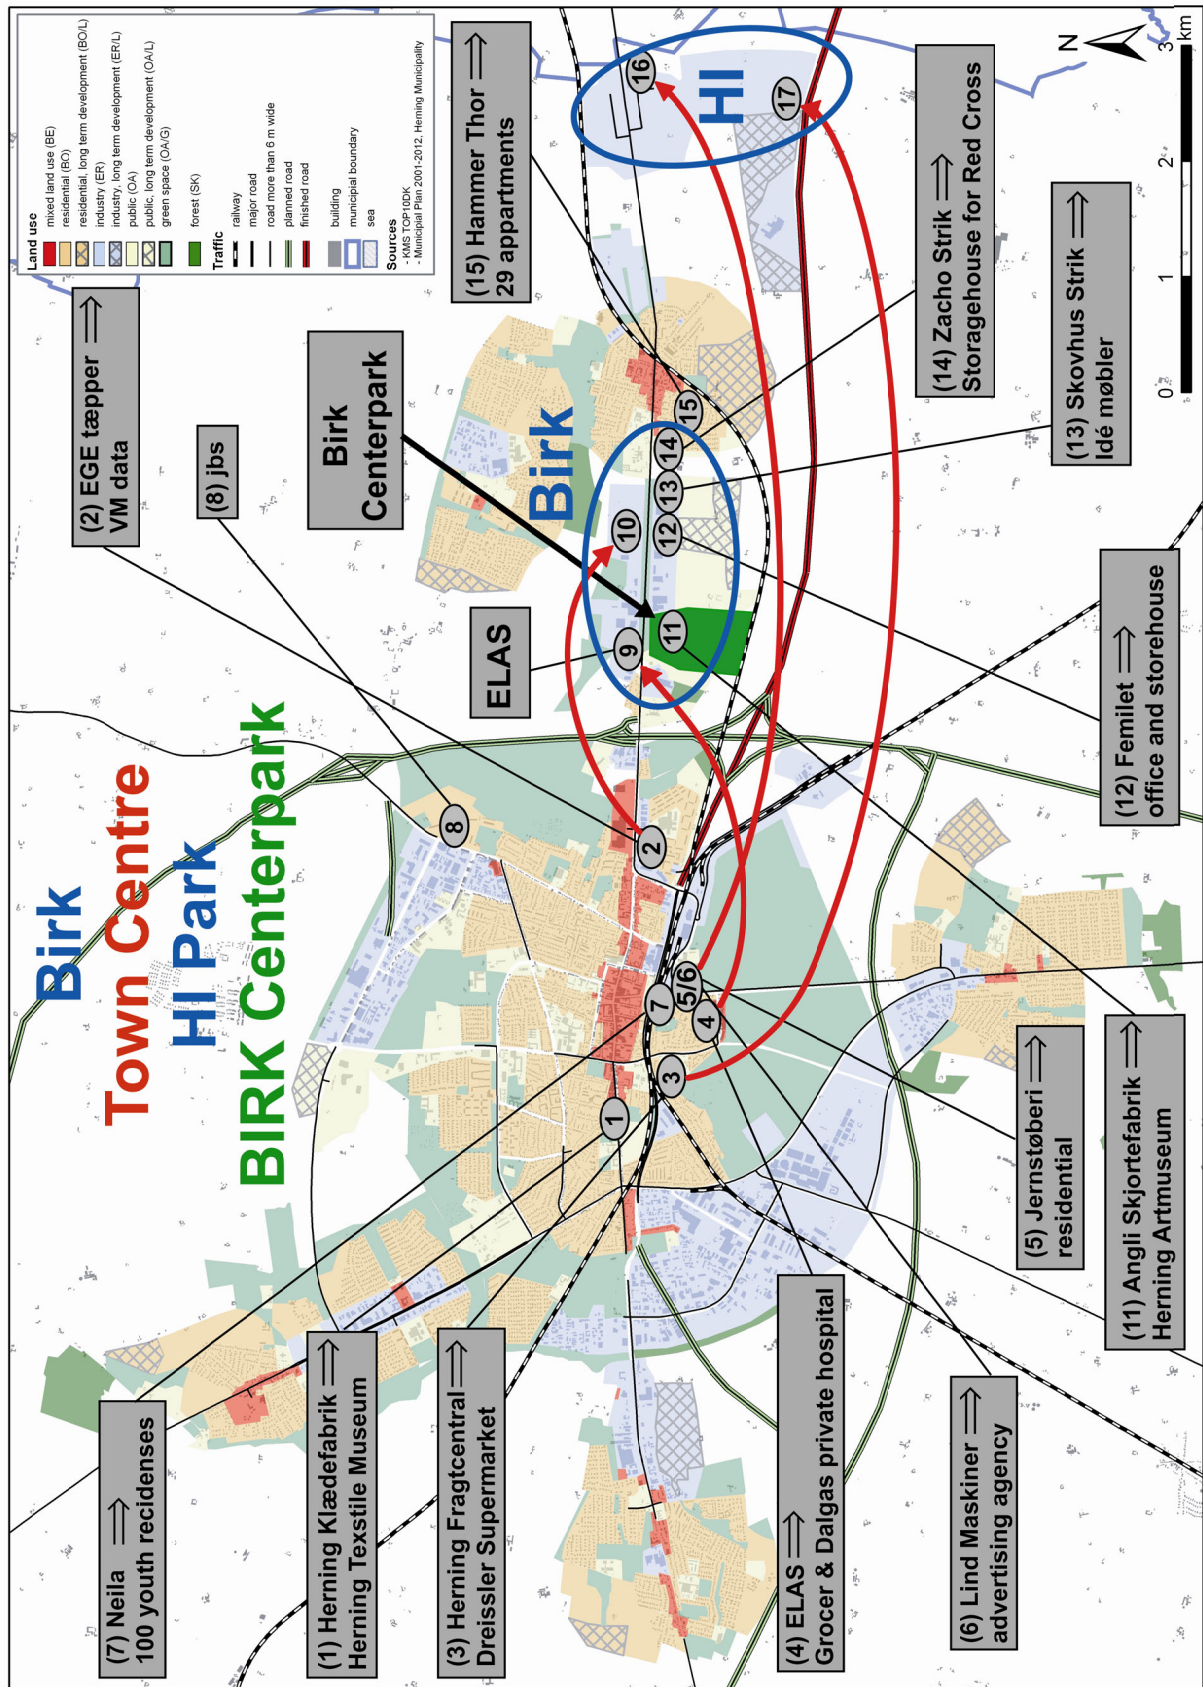 Birk
Town Centre
HI Park
BIRK Centerpark
(7) Neila ⟹
100 youth recidenses
(1) Herning Klædefabrik ⟹
Herning Texstile Museum
(3) Herning Fragtcentral ⟹
Dreissler Supermarket
(4) ELAS ⟹
Grocer & Dalgas private hospital
(6) Lind Maskiner ⟹
advertising agency
(5) Jernstøberi ⟹
residential
(11) Angli Skjortefabrik ⟹
Herning Artmuseum
(12) Femilet ⟹
office and storehouse
(13) Skovhus Strik ⟹
Idé møbler
(14) Zacho Strik ⟹
Storagehouse for Red Cross
(15) Hammer Thor ⟹
29 appartments
(2) EGE tæpper ⟹
VM data
(8) jbs
Birk
Centerpark
ELAS
Birk
HI
1
2
3
4
5/6
7
8
9
10
11
12
13
14
15
16
17
Land use
mixed land use (BE)
residential (BO)
residential, long term development (BO/L)
industry (ER)
industry, long term development (ER/L)
public (OA)
public, long term development (OA/L)
green space (OA/G)
forest (SK)
Traffic
railway
major road
road more than 6 m wide
planned road
finished road
building
municipial boundary
sea
Sources
- KMS TOP10DK
- Municipial Plan 2001-2012, Herning Municipality
N
0 1 2 3
km